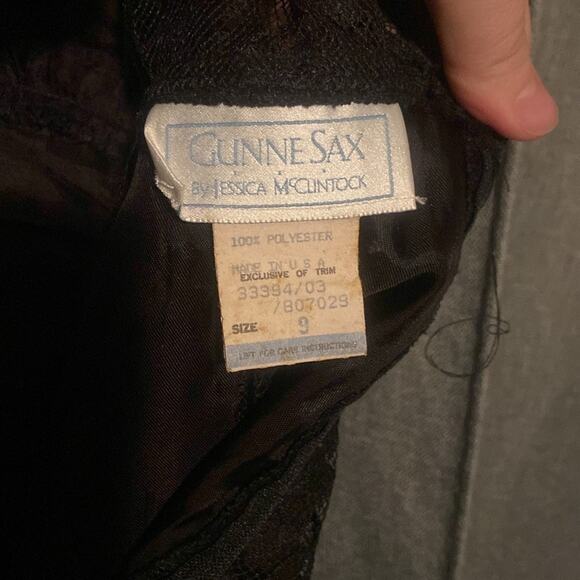 GUNNE SAX
BY JESSICA MCCLINTOCK
100% POLYESTER
MADE IN U S A
EXCLUSIVE OF TRIM
33394/03
/807029
SIZE 9
LIFT FOR CARE INSTRUCTIONS